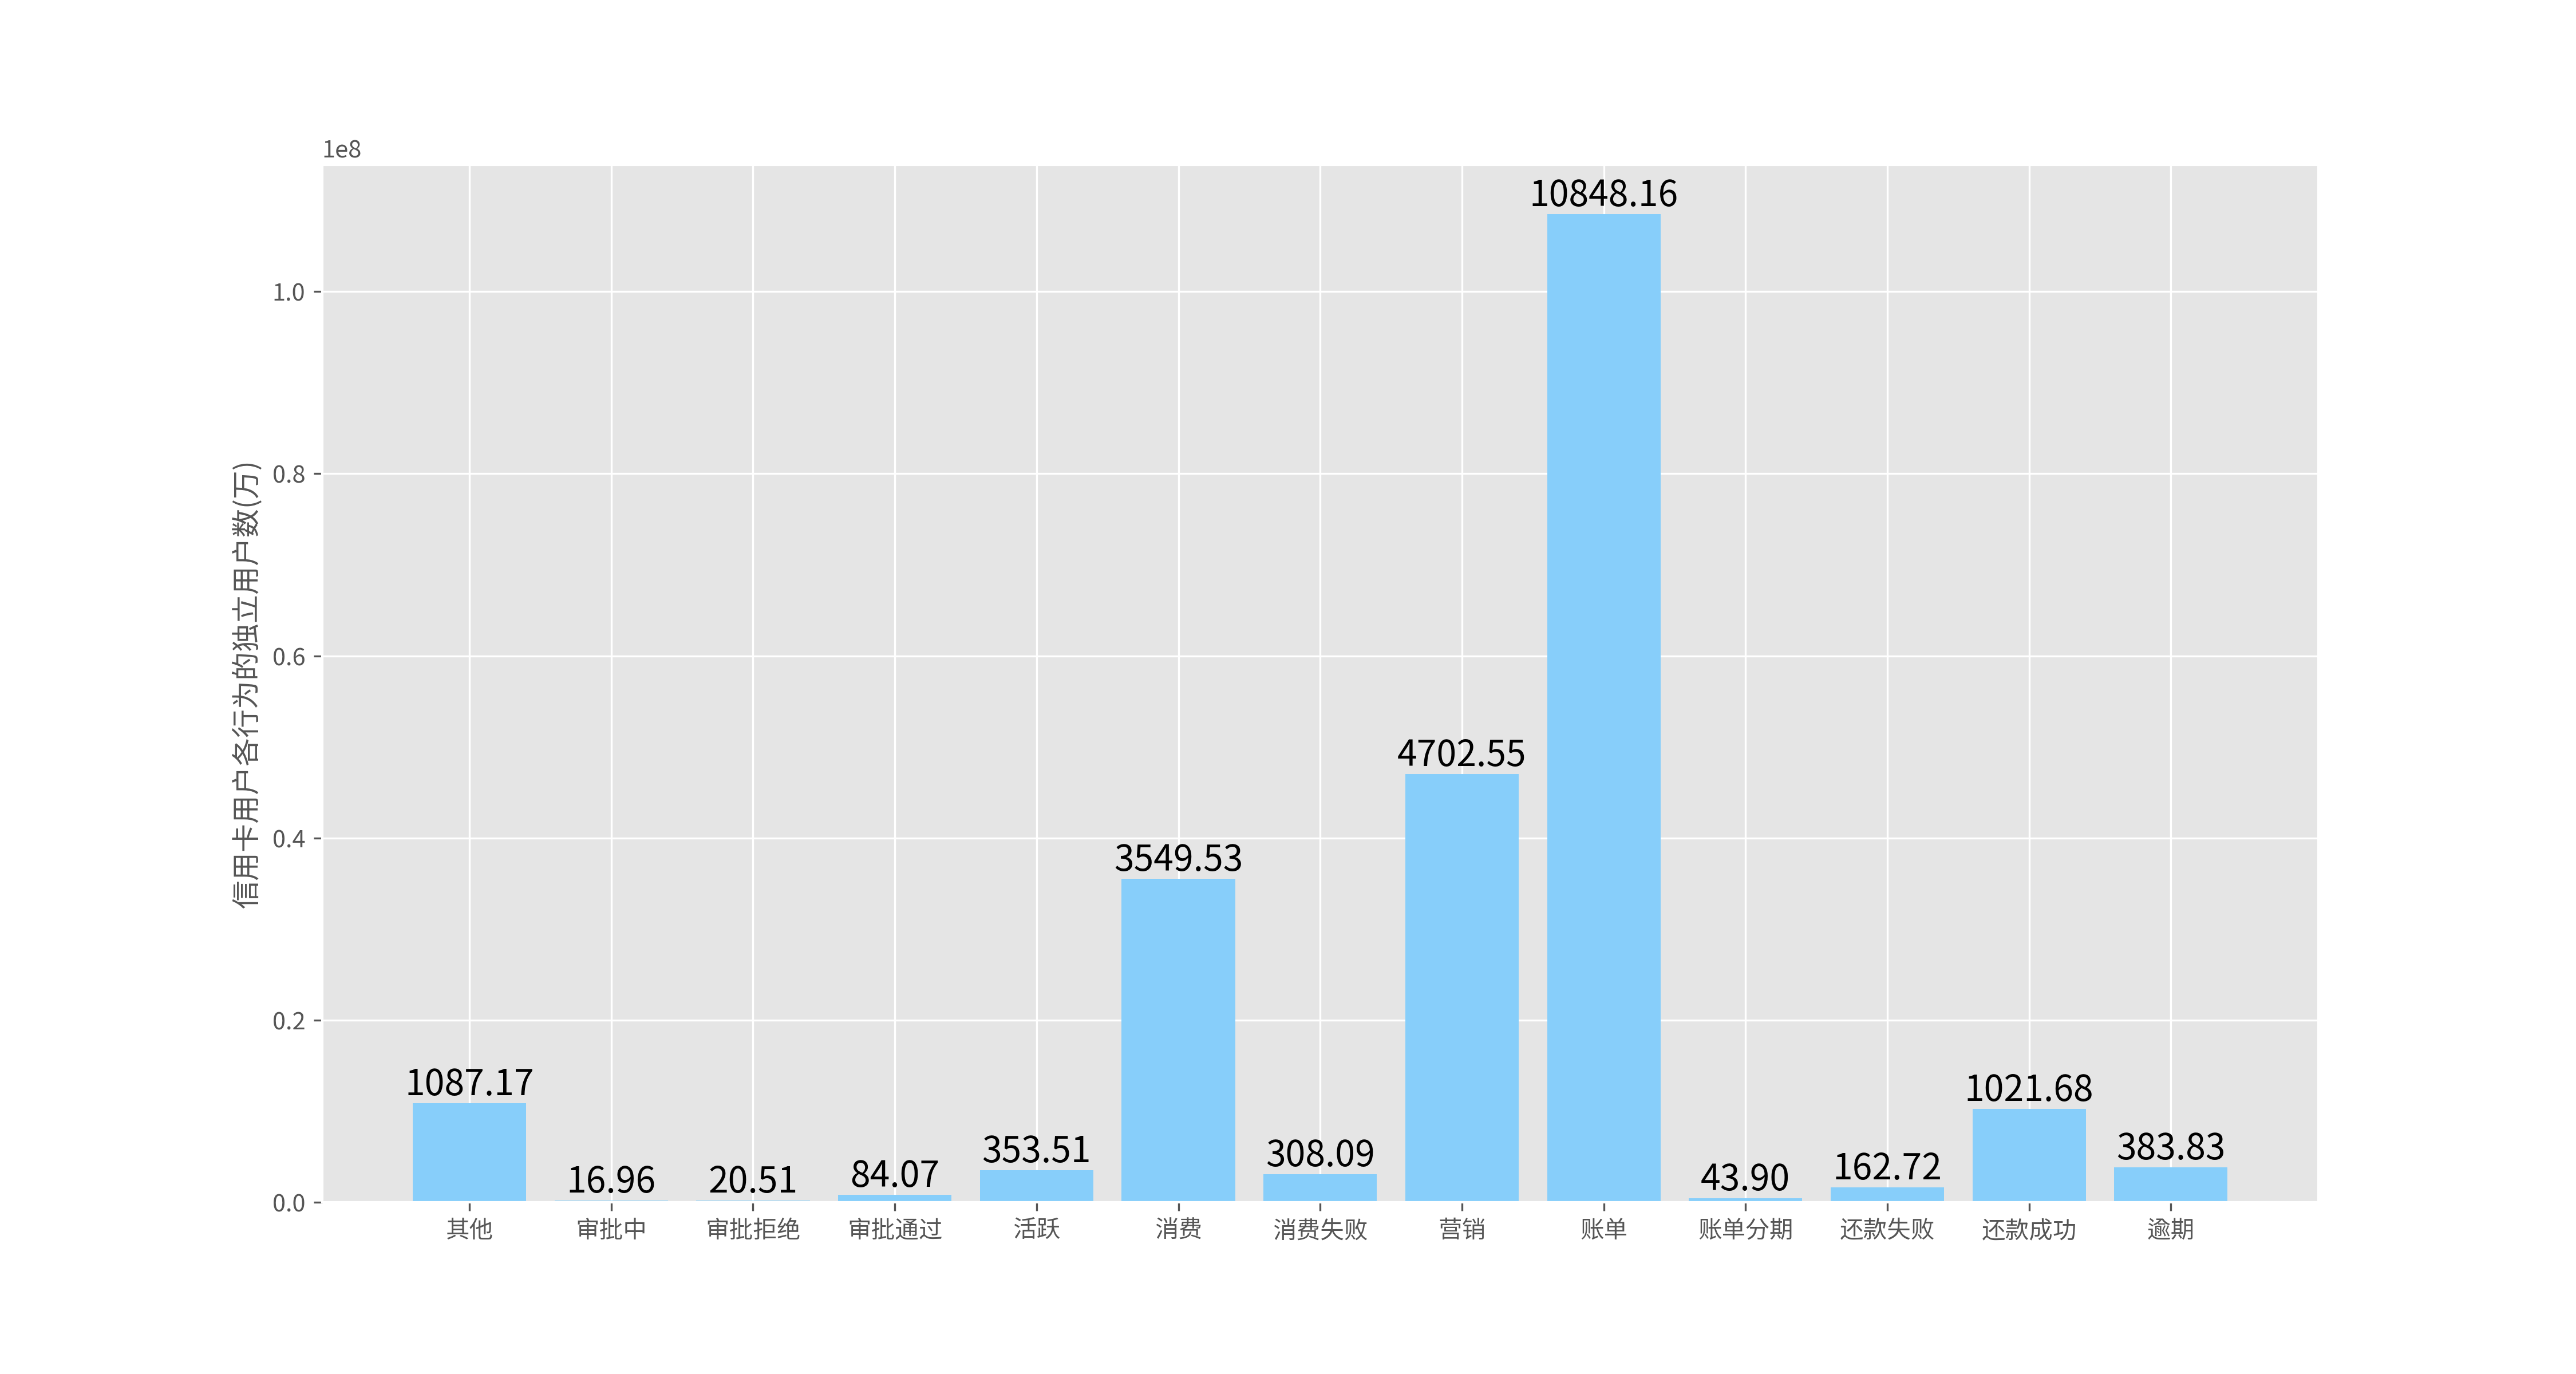 1e8
信用卡用户各行为的独立用户数(万)
1.0
0.8
0.6
0.4
0.2
0.0
1087.17
16.96
20.51
84.07
353.51
3549.53
308.09
4702.55
10848.16
43.90
162.72
1021.68
383.83
其他
审批中
审批拒绝
审批通过
活跃
消费
消费失败
营销
账单
账单分期
还款失败
还款成功
逾期